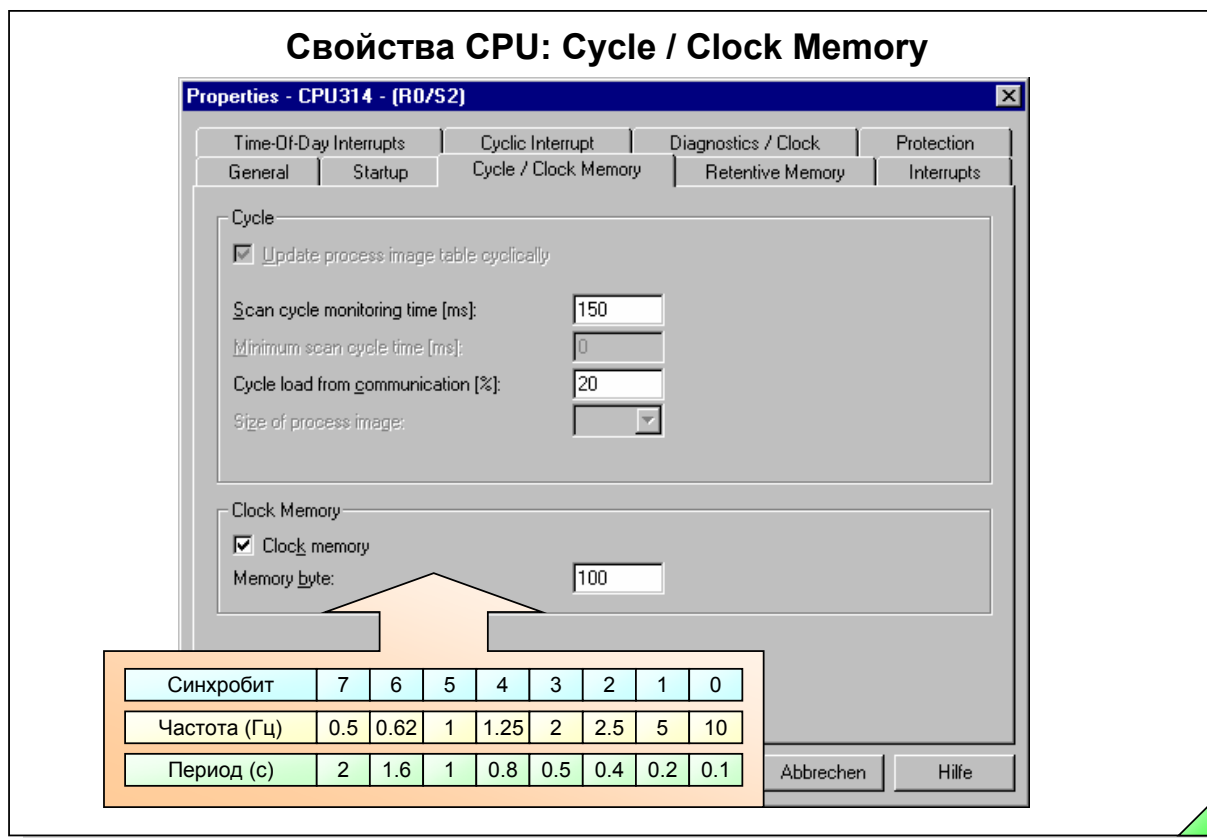 Свойства CPU: Cycle / Clock Memory
Properties - CPU314 - (R0/S2)
Time-Of-Day Interrupts Cyclic Interrupt Diagnostics / Clock Protection
General Startup Cycle / Clock Memory Retentive Memory Interrupts
Cycle
Update process image table cyclically
Scan cycle monitoring time [ms]: 150
Minimum scan cycle time [ms]: 0
Cycle load from communication [%]: 20
Size of process image:
Clock Memory
Clock memory
Memory byte: 100
Синхробит 7 6 5 4 3 2 1 0
Частота (Гц) 0.5 0.62 1 1.25 2 2.5 5 10
Период (с) 2 1.6 1 0.8 0.5 0.4 0.2 0.1
Abbrechen Hilfe